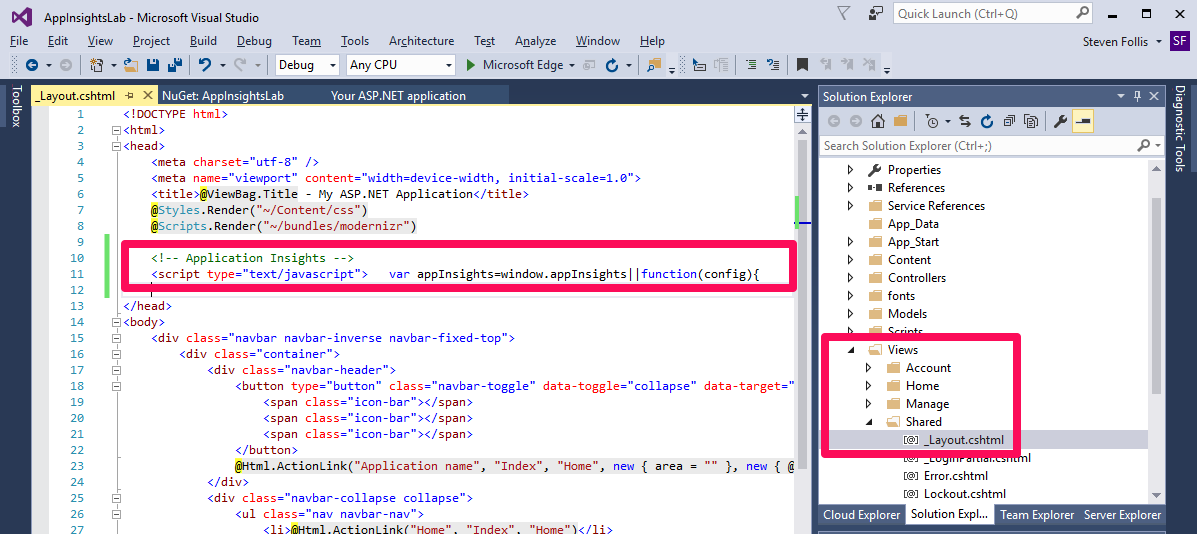 AppInsightsLab - Microsoft Visual Studio
Quick Launch (Ctrl+Q)
File Edit View Project Build Debug Team Tools Architecture Test Analyze Window Help
Steven Follis SF
Debug Any CPU Microsoft Edge
Toolbox
_Layout.cshtml NuGet: AppInsightsLab Your ASP.NET application
1 <!DOCTYPE html>
2 <html>
3 <head>
4 <meta charset="utf-8" />
5 <meta name="viewport" content="width=device-width, initial-scale=1.0">
6 <title>@ViewBag.Title - My ASP.NET Application</title>
7 @Styles.Render("~/Content/css")
8 @Scripts.Render("~/bundles/modernizr")
9
10 <!-- Application Insights -->
11 <script type="text/javascript"> var appInsights=window.appInsights||function(config){
12
13 </head>
14 <body>
15 <div class="navbar navbar-inverse navbar-fixed-top">
16 <div class="container">
17 <div class="navbar-header">
18 <button type="button" class="navbar-toggle" data-toggle="collapse" data-target="
19 <span class="icon-bar"></span>
20 <span class="icon-bar"></span>
21 <span class="icon-bar"></span>
22 </button>
23 @Html.ActionLink("Application name", "Index", "Home", new { area = "" }, new { @
24 </div>
25 <div class="navbar-collapse collapse">
26 <ul class="nav navbar-nav">
27 <li>@Html.ActionLink("Home", "Index", "Home")</li>
Solution Explorer
Search Solution Explorer (Ctrl+;)
Properties
References
Service References
App_Data
App_Start
Content
Controllers
fonts
Models
Scripts
Views
Account
Home
Manage
Shared
_Layout.cshtml
_LoginPartial.cshtml
Error.cshtml
Lockout.cshtml
Cloud Explorer Solution Expl... Team Explorer Server Explorer
Diagnostic Tools